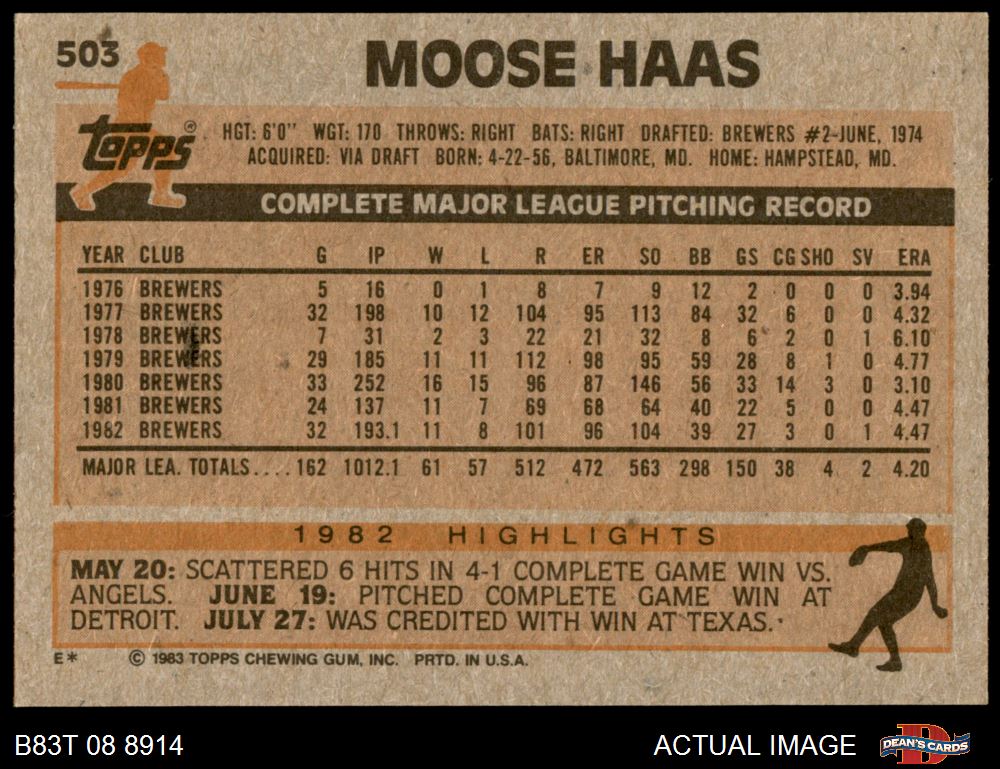 503 MOOSE HAAS
Topps® HGT: 6'0" WGT: 170 THROWS: RIGHT BATS: RIGHT DRAFTED: BREWERS #2-JUNE, 1974
ACQUIRED: VIA DRAFT BORN: 4-22-56, BALTIMORE, MD. HOME: HAMPSTEAD, MD.
COMPLETE MAJOR LEAGUE PITCHING RECORD
YEAR CLUB G IP W L R ER SO BB GS CG SHO SV ERA
1976 BREWERS 5 16 0 1 8 7 9 12 2 0 0 0 3.94
1977 BREWERS 32 198 10 12 104 95 113 84 32 6 0 0 4.32
1978 BREWERS 7 31 2 3 22 21 32 8 6 2 0 1 6.10
1979 BREWERS 29 185 11 11 112 98 95 59 28 8 1 0 4.77
1980 BREWERS 33 252 16 15 96 87 146 56 33 14 3 0 3.10
1981 BREWERS 24 137 11 7 69 68 64 40 22 5 0 0 4.47
1982 BREWERS 32 193.1 11 8 101 96 104 39 27 3 0 1 4.47
MAJOR LEA. TOTALS.... 162 1012.1 61 57 512 472 563 298 150 38 4 2 4.20
1982 HIGHLIGHTS
MAY 20: SCATTERED 6 HITS IN 4-1 COMPLETE GAME WIN VS.
ANGELS. JUNE 19: PITCHED COMPLETE GAME WIN AT
DETROIT. JULY 27: WAS CREDITED WITH WIN AT TEXAS.
E* © 1983 TOPPS CHEWING GUM, INC. PRTD. IN U.S.A.
B83T 08 8914 ACTUAL IMAGE DEAN'S CARDS